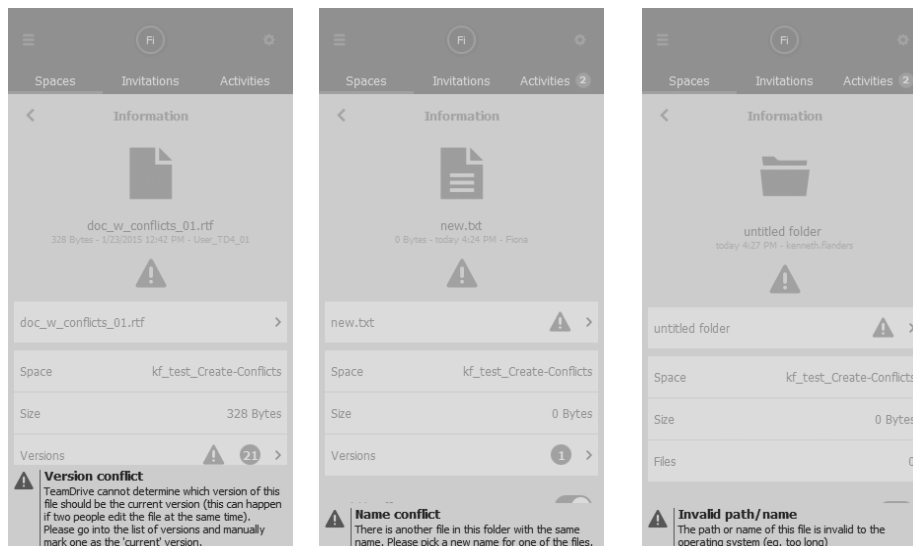 Fi
Spaces Invitations Activities
Information
doc_w_conflicts_01.rtf
328 Bytes - 1/23/2015 12:42 PM - User_TD4_01
doc_w_conflicts_01.rtf
Space kf_test_Create-Conflicts
Size 328 Bytes
Versions 21
Version conflict
TeamDrive cannot determine which version of this
file should be the current version (this can happen
if two people edit the file at the same time).
Please go into the list of versions and manually
mark one as the 'current' version.
Fi
Spaces Invitations Activities 2
Information
new.txt
0 Bytes - today 4:24 PM - Fiona
new.txt
Space kf_test_Create-Conflicts
Size 0 Bytes
Versions 1
Name conflict
There is another file in this folder with the same
name. Please pick a new name for one of the files.
Fi
Spaces Invitations Activities 2
Information
untitled folder
today 4:27 PM - kenneth.flanders
untitled folder
Space kf_test_Create-Conflicts
Size 0 Bytes
Files 0
Invalid path/name
The path or name of this file is invalid to the
operating system (eg. too long)